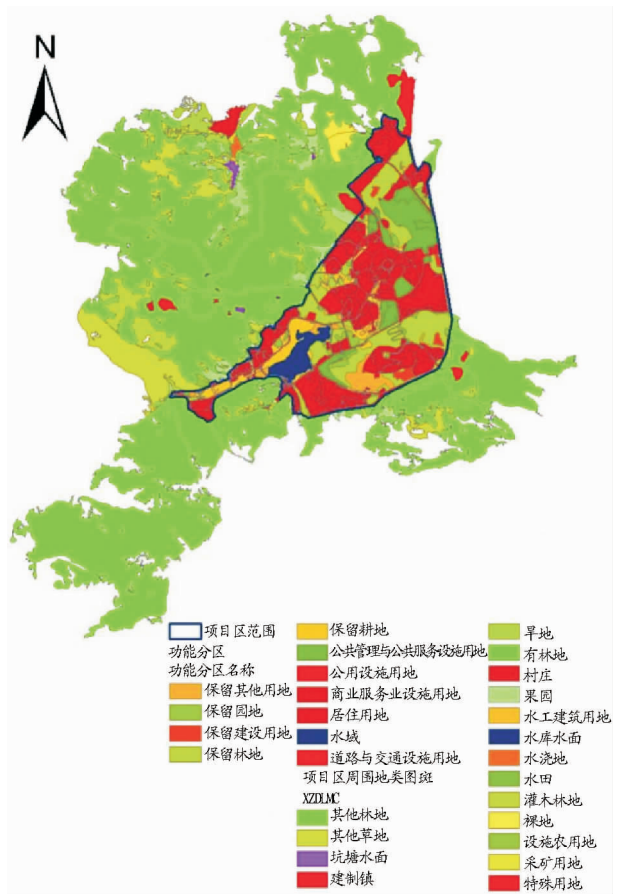 N
项目区范围
功能分区
功能分区名称
保留其他用地
保留园地
保留建设用地
保留林地
保留耕地
公共管理与公共服务设施用地
公用设施用地
商业服务业设施用地
居住用地
水域
道路与交通设施用地
项目区周围地类图斑
XZDLMC
其他林地
其他草地
坑塘水面
建制镇
旱地
有林地
村庄
果园
水工建筑用地
水库水面
水浇地
水田
灌木林地
裸地
设施农用地
采矿用地
特殊用地